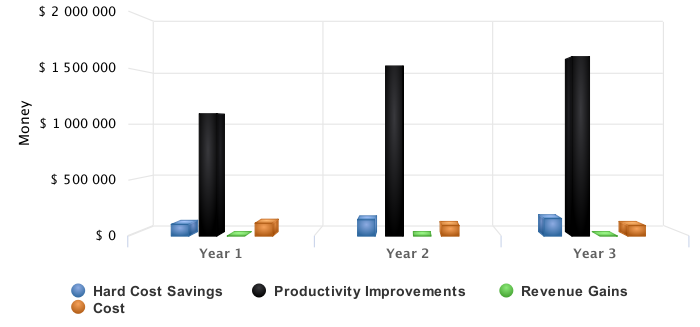 $ 2 000 000
$ 1 500 000
$ 1 000 000
$ 500 000
$ 0
Money
Year 1 Year 2 Year 3
Hard Cost Savings Productivity Improvements Revenue Gains
Cost